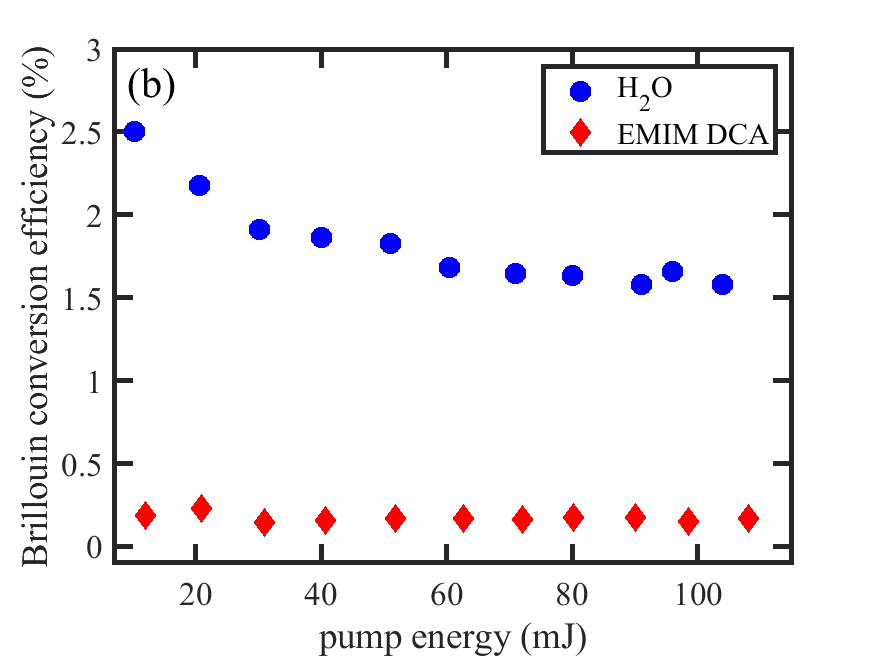 (b)
H2O
EMIM DCA
Brillouin conversion efficiency (%)
3
2.5
2
1.5
1
0.5
0
20 40 60 80 100
pump energy (mJ)